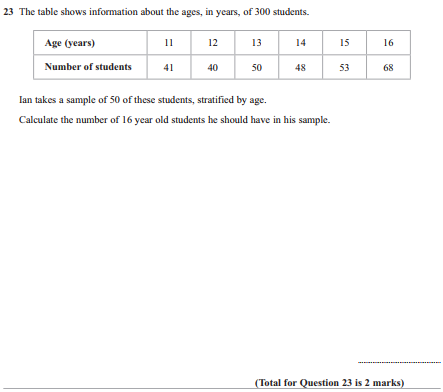 23 The table shows information about the ages, in years, of 300 students.
Age (years) 11 12 13 14 15 16
Number of students 41 40 50 48 53 68
Ian takes a sample of 50 of these students, stratified by age.
Calculate the number of 16 year old students he should have in his sample.
(Total for Question 23 is 2 marks)